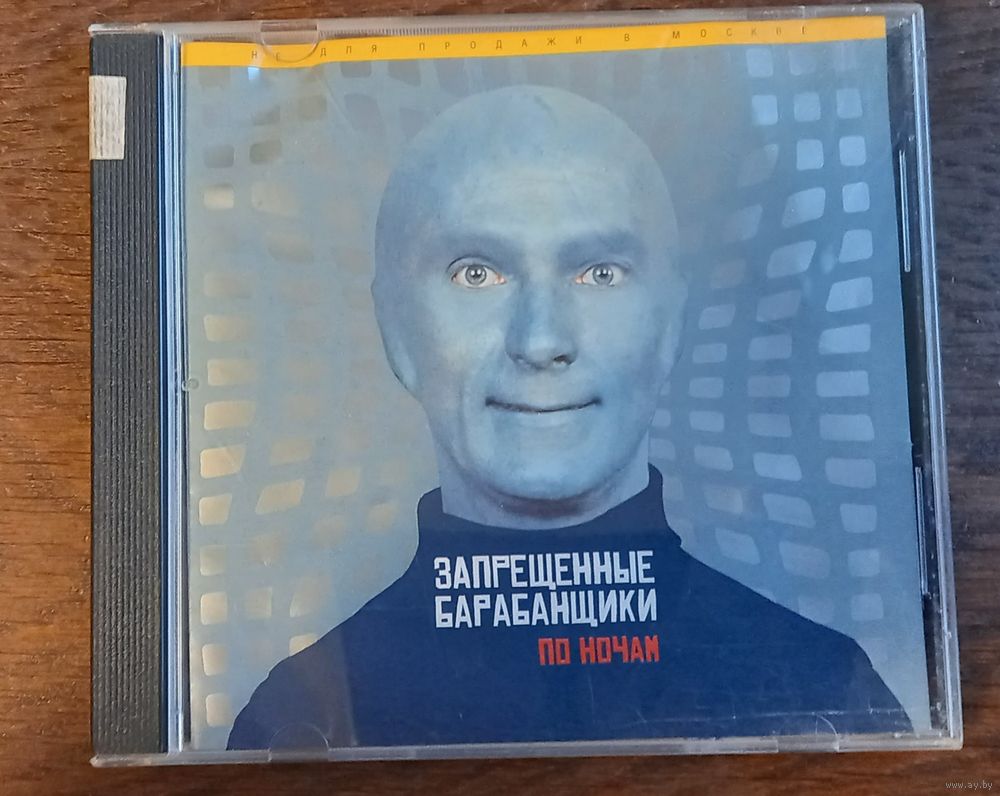 НЕ ДЛЯ ПРОДАЖИ В МОСКВЕ
ЗАПРЕЩЕННЫЕ
БАРАБАНЩИКИ
ПО НОЧАМ
www.ay.by